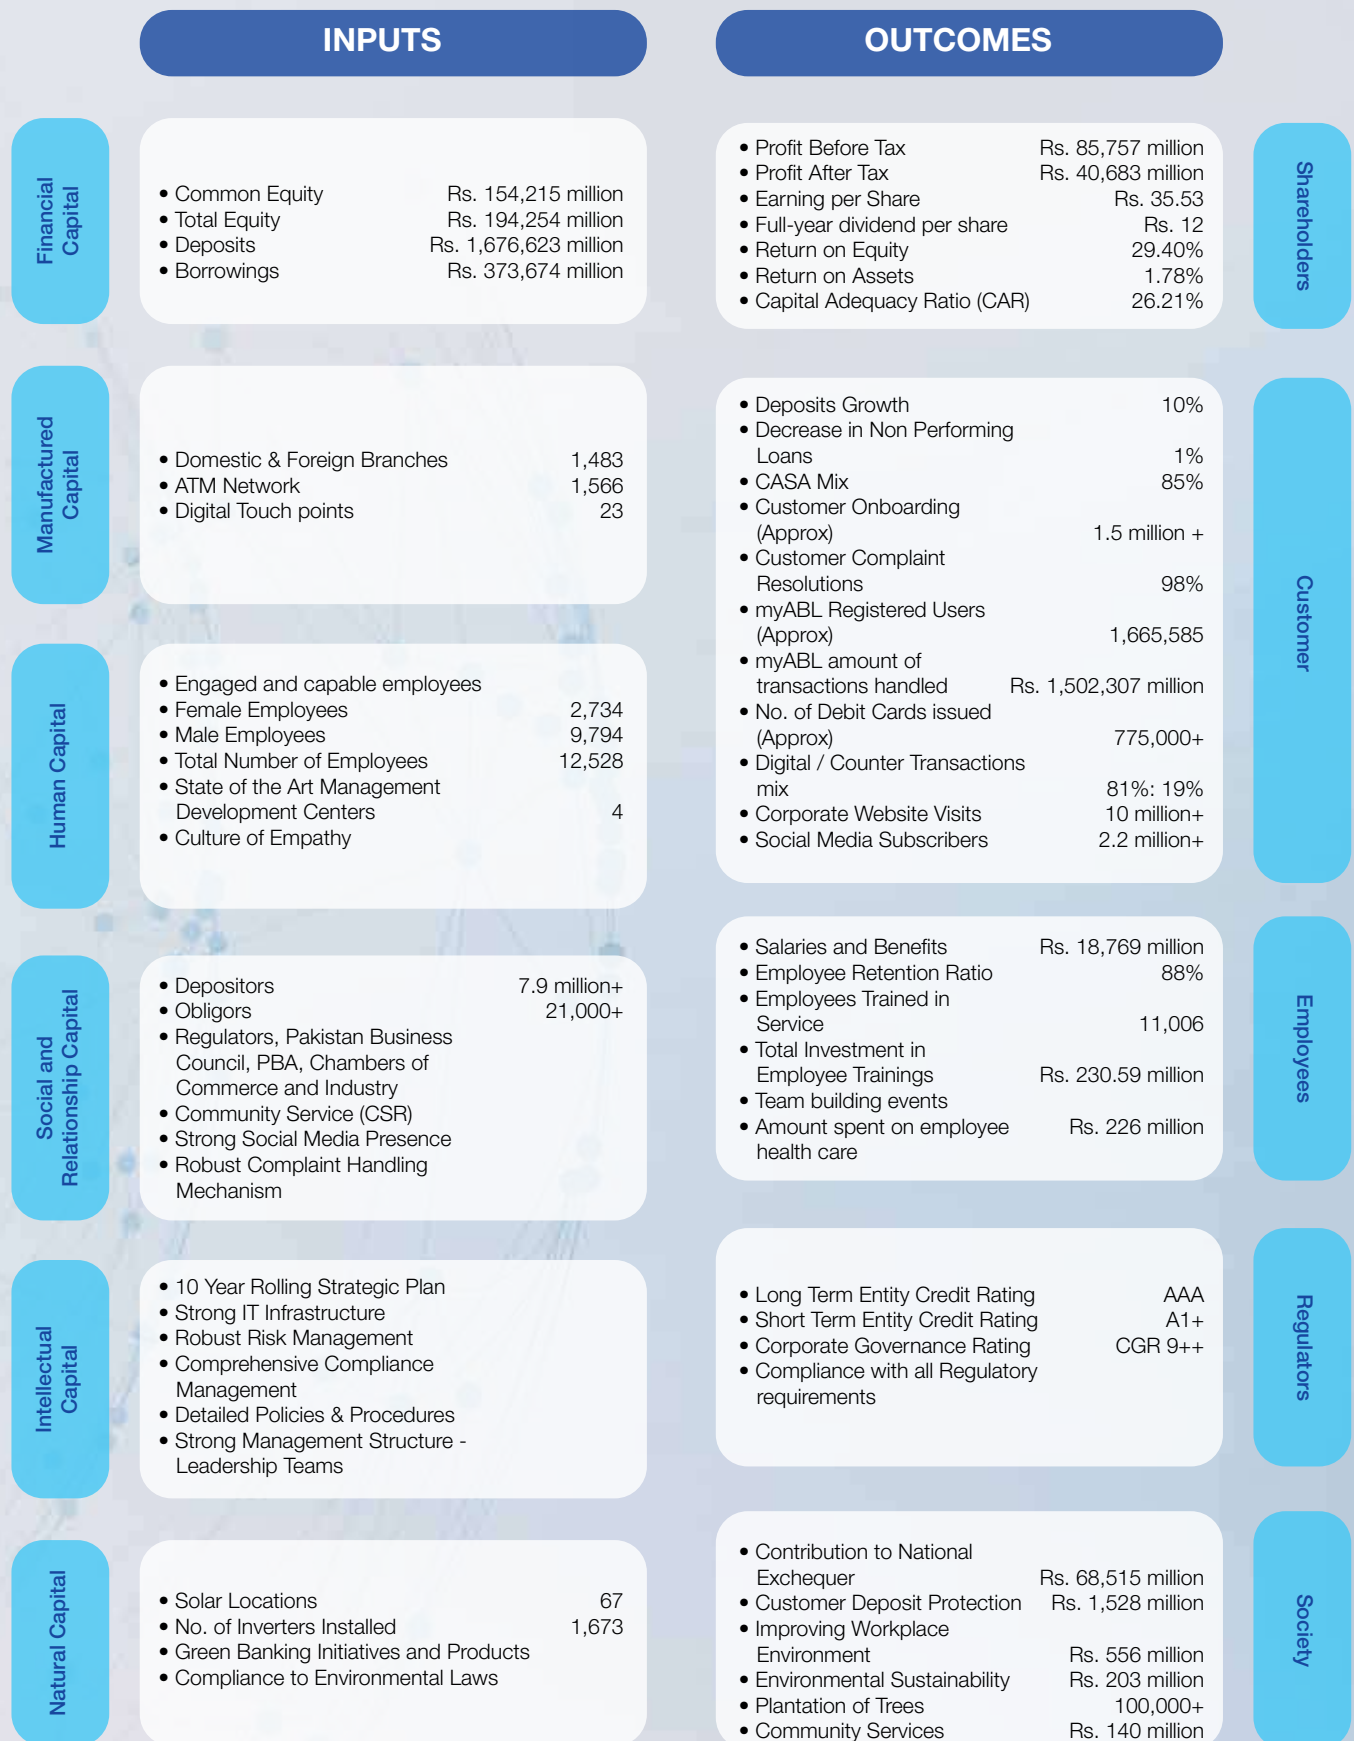 INPUTS
OUTCOMES
Financial
Capital
• Common Equity Rs. 154,215 million
• Total Equity Rs. 194,254 million
• Deposits Rs. 1,676,623 million
• Borrowings Rs. 373,674 million
• Profit Before Tax Rs. 85,757 million
• Profit After Tax Rs. 40,683 million
• Earning per Share Rs. 35.53
• Full-year dividend per share Rs. 12
• Return on Equity 29.40%
• Return on Assets 1.78%
• Capital Adequacy Ratio (CAR) 26.21%
Shareholders
Manufactured
Capital
• Domestic & Foreign Branches 1,483
• ATM Network 1,566
• Digital Touch points 23
• Deposits Growth 10%
• Decrease in Non Performing
Loans 1%
• CASA Mix 85%
• Customer Onboarding
(Approx) 1.5 million +
• Customer Complaint
Resolutions 98%
• myABL Registered Users
(Approx) 1,665,585
• myABL amount of
transactions handled Rs. 1,502,307 million
• No. of Debit Cards issued
(Approx) 775,000+
• Digital / Counter Transactions
mix 81%: 19%
• Corporate Website Visits 10 million+
• Social Media Subscribers 2.2 million+
Customer
Human Capital
• Engaged and capable employees
• Female Employees 2,734
• Male Employees 9,794
• Total Number of Employees 12,528
• State of the Art Management
Development Centers 4
• Culture of Empathy
• Salaries and Benefits Rs. 18,769 million
• Employee Retention Ratio 88%
• Employees Trained in
Service 11,006
• Total Investment in
Employee Trainings Rs. 230.59 million
• Team building events
• Amount spent on employee Rs. 226 million
health care
Employees
Social and
Relationship Capital
• Depositors 7.9 million+
• Obligors 21,000+
• Regulators, Pakistan Business
Council, PBA, Chambers of
Commerce and Industry
• Community Service (CSR)
• Strong Social Media Presence
• Robust Complaint Handling
Mechanism
Intellectual
Capital
• 10 Year Rolling Strategic Plan
• Strong IT Infrastructure
• Robust Risk Management
• Comprehensive Compliance
Management
• Detailed Policies & Procedures
• Strong Management Structure -
Leadership Teams
• Long Term Entity Credit Rating AAA
• Short Term Entity Credit Rating A1+
• Corporate Governance Rating CGR 9++
• Compliance with all Regulatory
requirements
Regulators
Natural Capital
• Solar Locations 67
• No. of Inverters Installed 1,673
• Green Banking Initiatives and Products
• Compliance to Environmental Laws
• Contribution to National
Exchequer Rs. 68,515 million
• Customer Deposit Protection Rs. 1,528 million
• Improving Workplace
Environment Rs. 556 million
• Environmental Sustainability Rs. 203 million
• Plantation of Trees 100,000+
• Community Services Rs. 140 million
Society